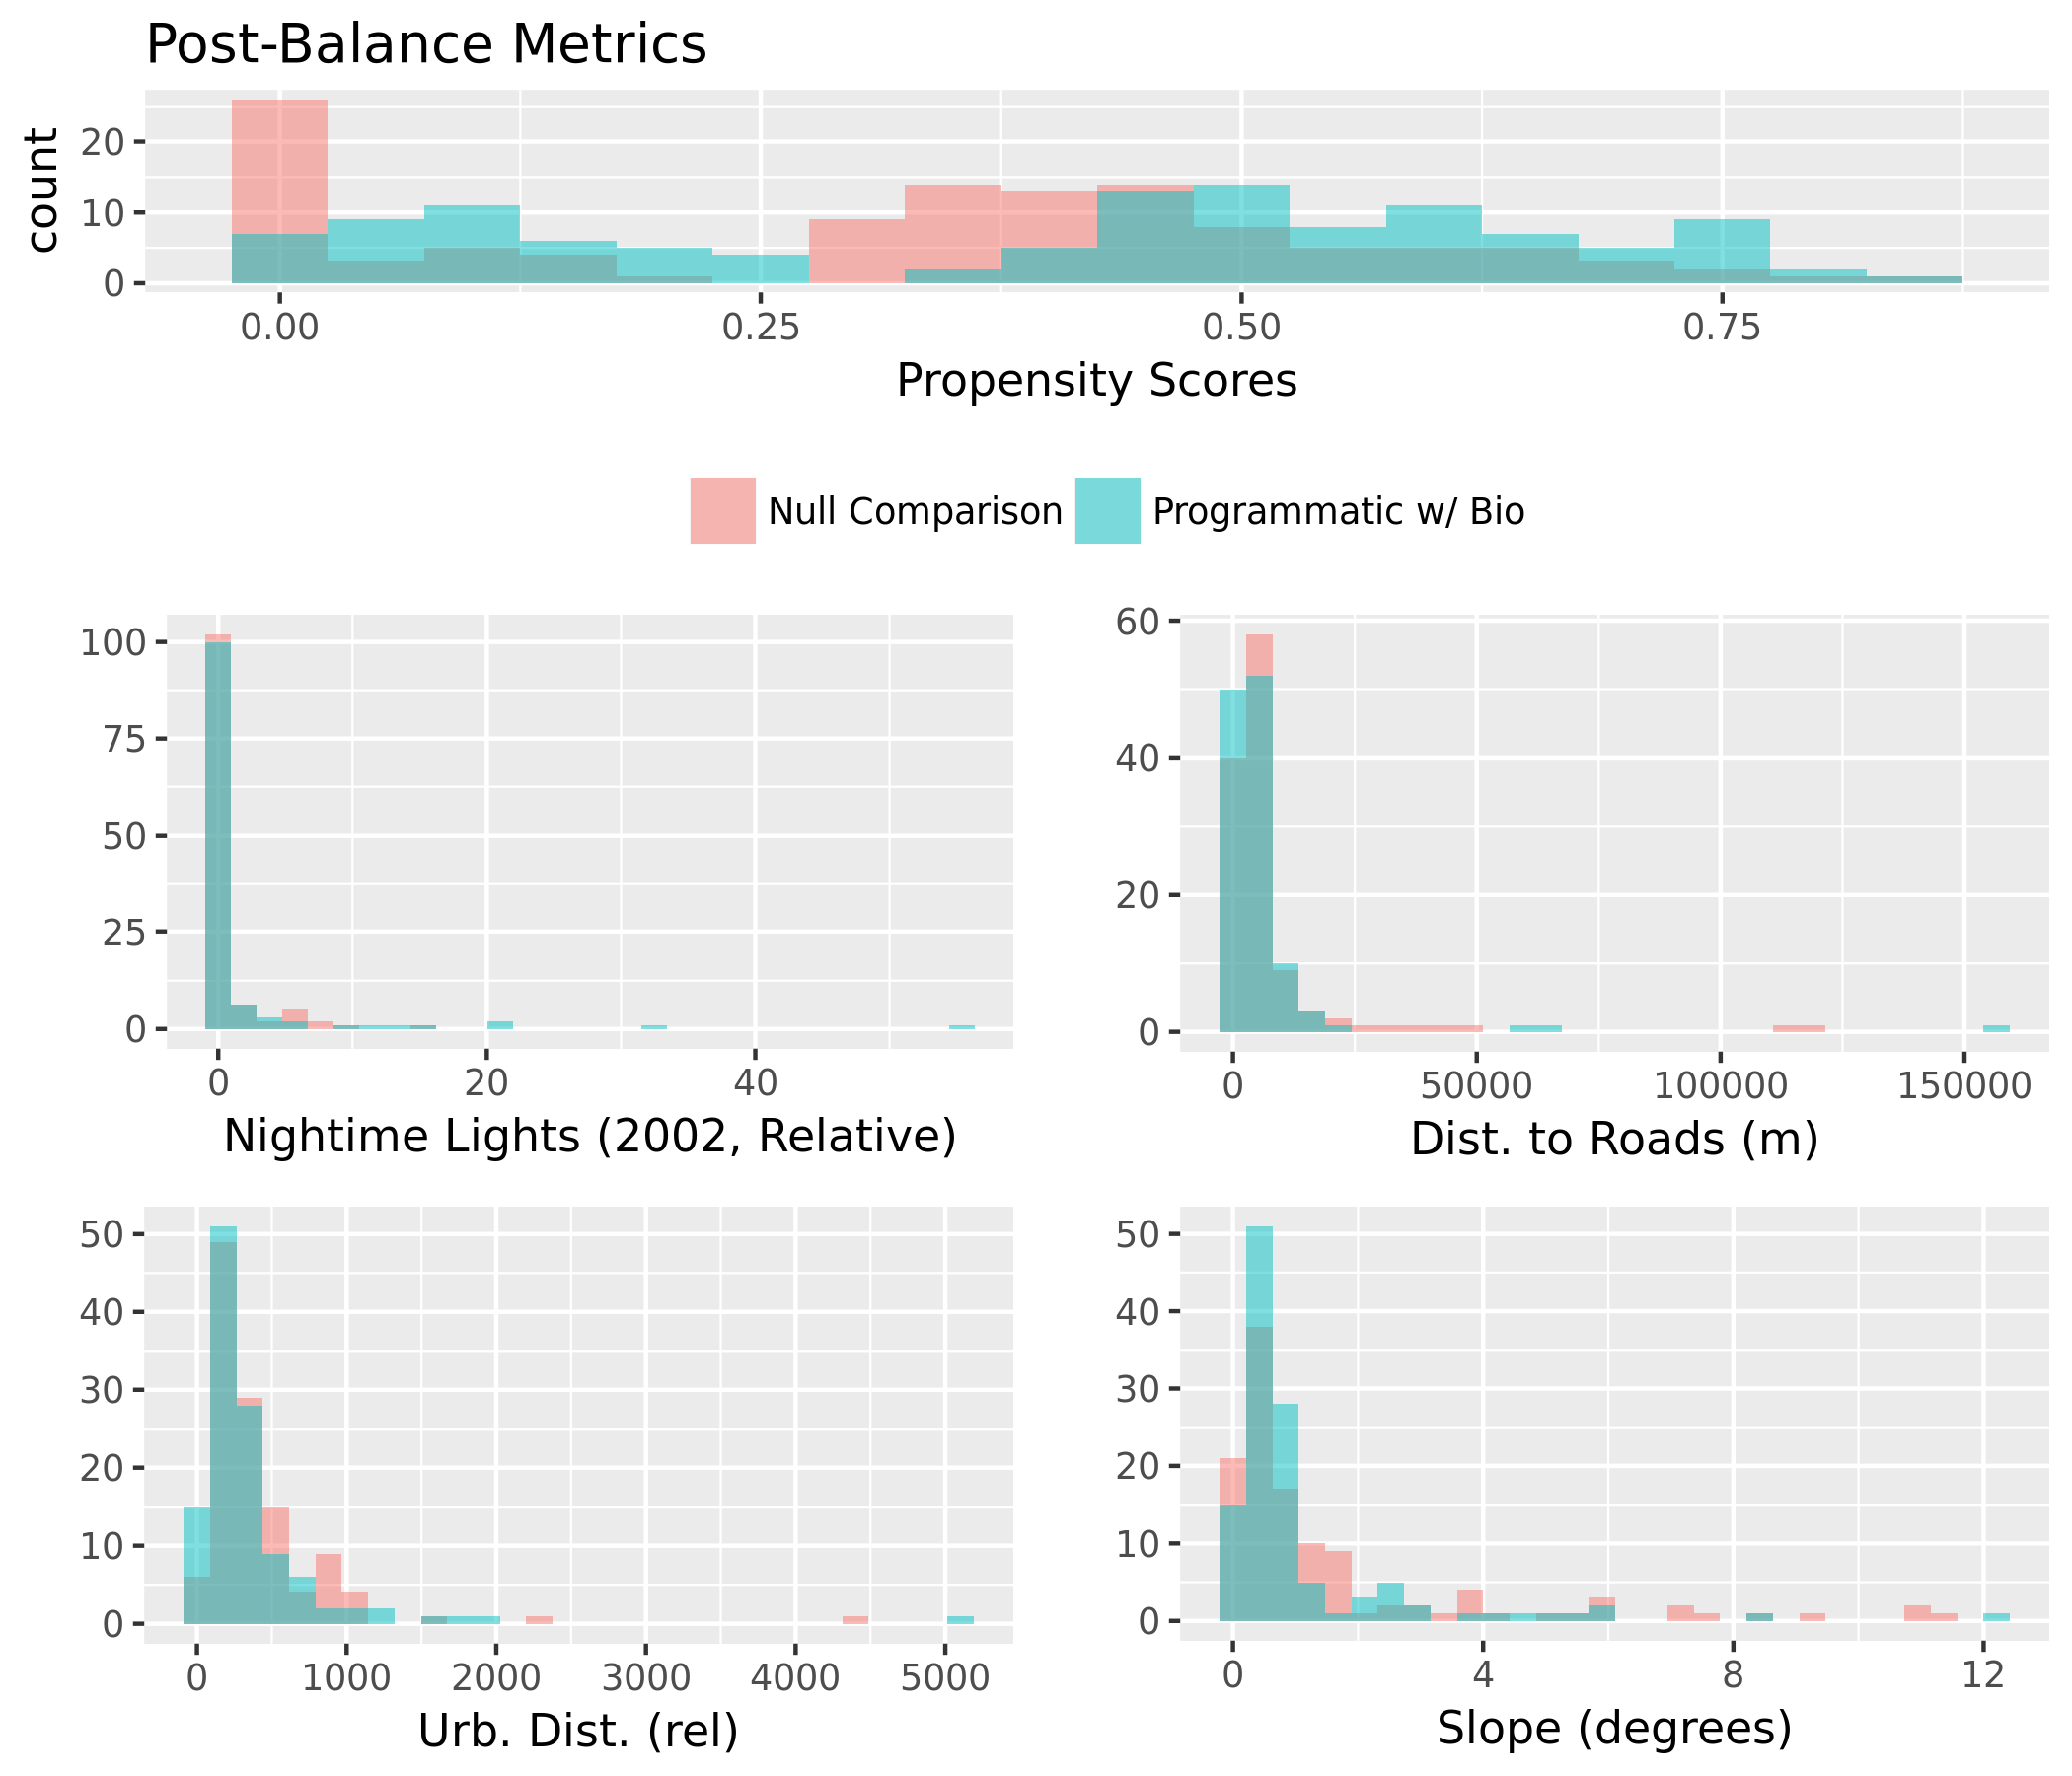 Post-Balance Metrics
count
20
10
0
0.00 0.25 0.50 0.75
Propensity Scores
Null Comparison Programmatic w/ Bio
100
75
50
25
0
0 20 40
Nightime Lights (2002, Relative)
60
40
20
0
0 50000 100000 150000
Dist. to Roads (m)
50
40
30
20
10
0
0 1000 2000 3000 4000 5000
Urb. Dist. (rel)
50
40
30
20
10
0
0 4 8 12
Slope (degrees)